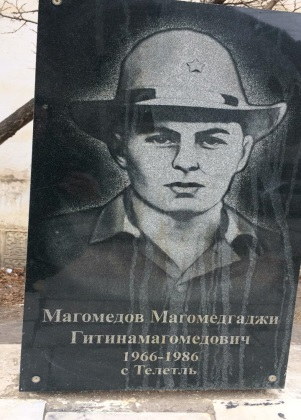 Магомедов Магомедгаджи
Гитинамагомедович
1966-1986
с Телетль